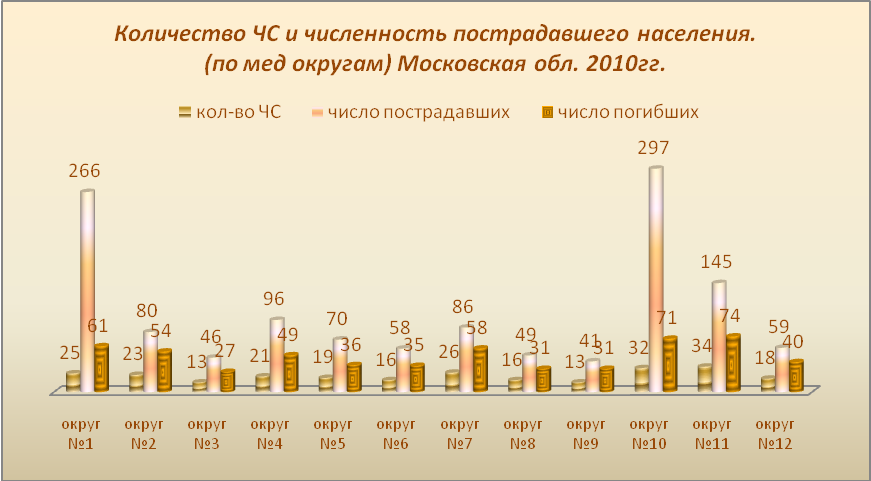 Количество ЧС и численность пострадавшего населения.
(по мед округам) Московская обл. 2010гг.
кол-во ЧС число пострадавших число погибших
266 297
25 61 80 23 54 46 13 27 96 21 49 70 19 36 58 16 35 86 26 58 49 16 31 41 13 31 32 71 145 34 74 59 18 40
округ округ округ округ округ округ округ округ округ округ округ округ
№1 №2 №3 №4 №5 №6 №7 №8 №9 №10 №11 №12